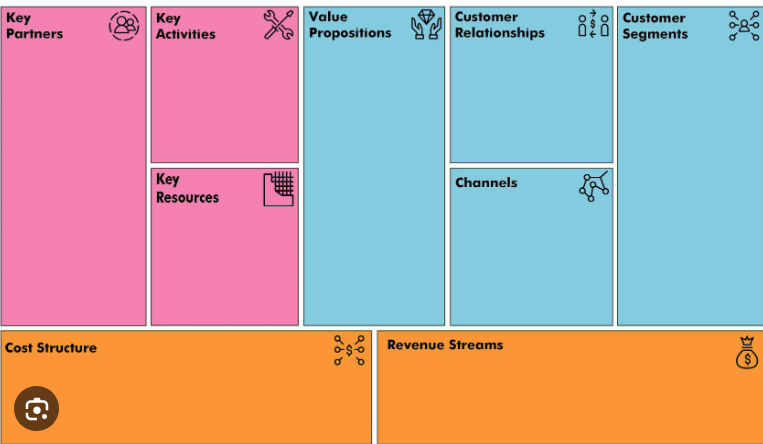 Key
Partners
Key
Activities
Value
Propositions
Customer
Relationships
Customer
Segments
Key
Resources
Channels
Cost Structure
Revenue Streams